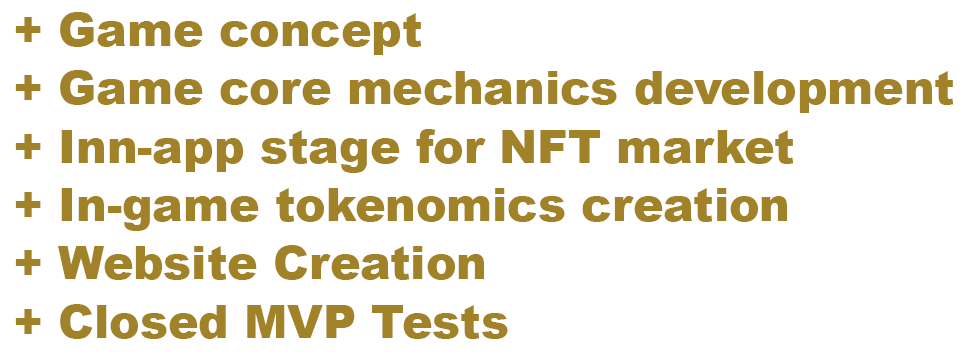 + Game concept
+ Game core mechanics development
+ Inn-app stage for NFT market
+ In-game tokenomics creation
+ Website Creation
+ Closed MVP Tests